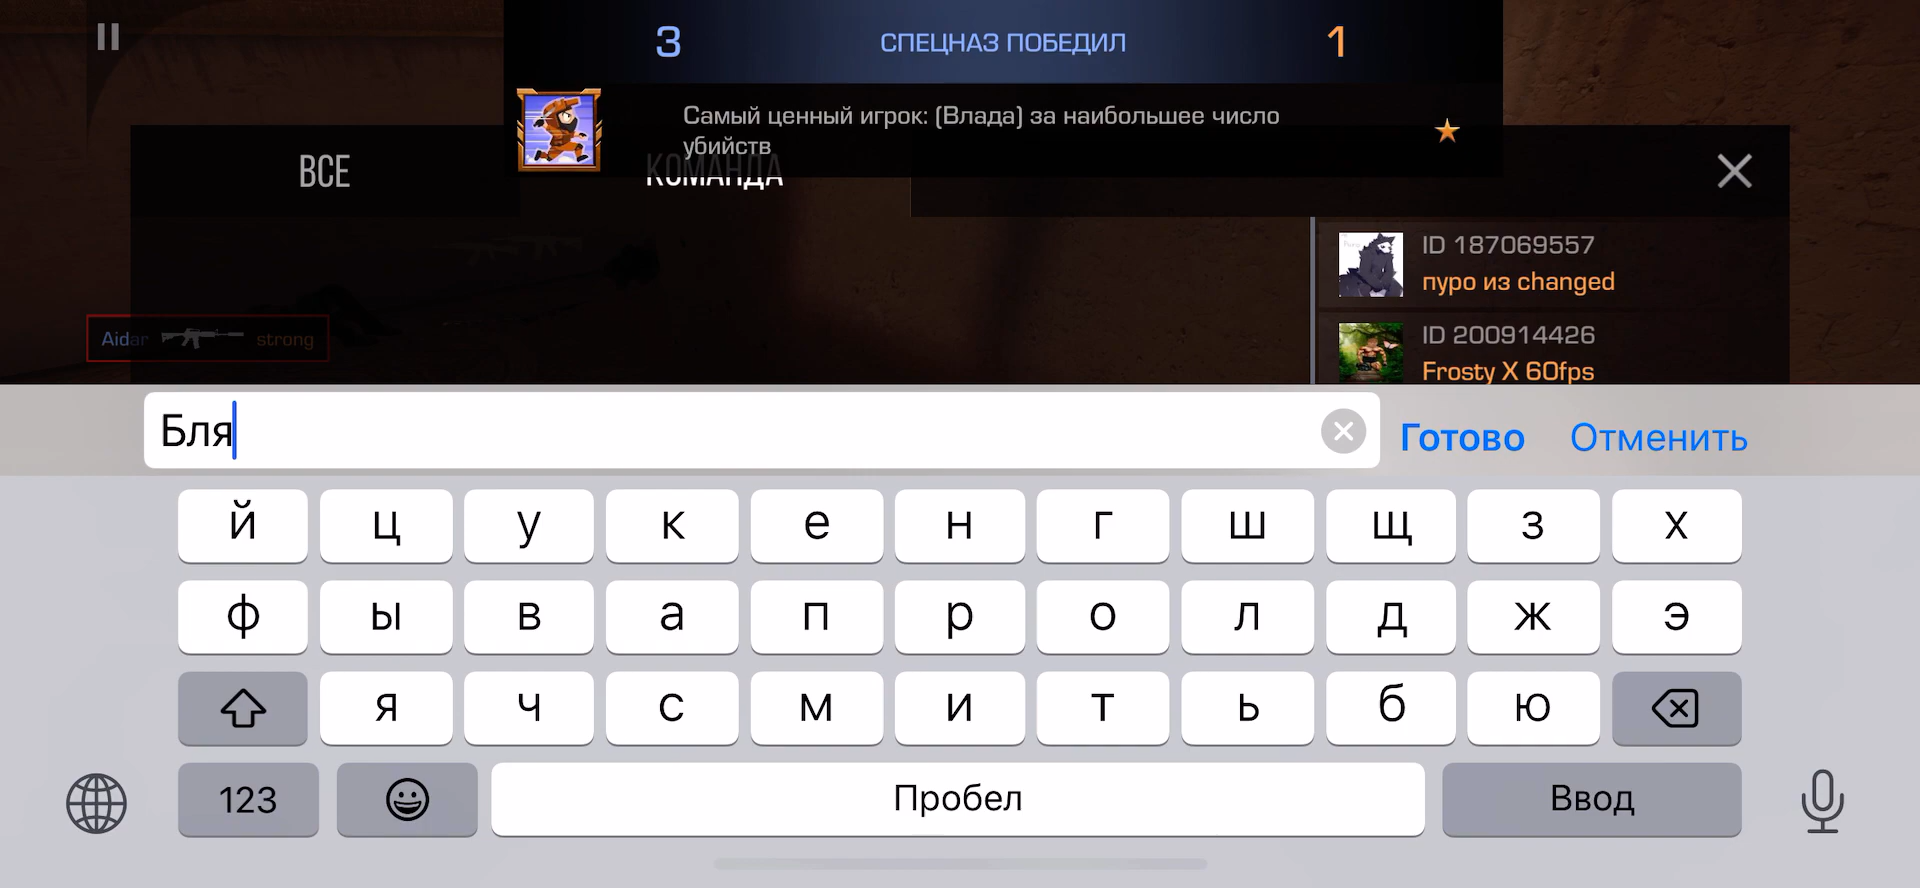 3 СПЕЦНАЗ ПОБЕДИЛ 1
Самый ценный игрок: (Влада) за наибольшее число
убийств
ВСЕ
КОМАНДА
ID 187069557
пуро из changed
ID 200914426
Frosty X 60fps
Aidar strong
Бля
Готово
Отменить
й ц у к е н г ш щ з х
ф ы в а п р о л д ж э
я ч с м и т ь б ю
123 Пробел Ввод